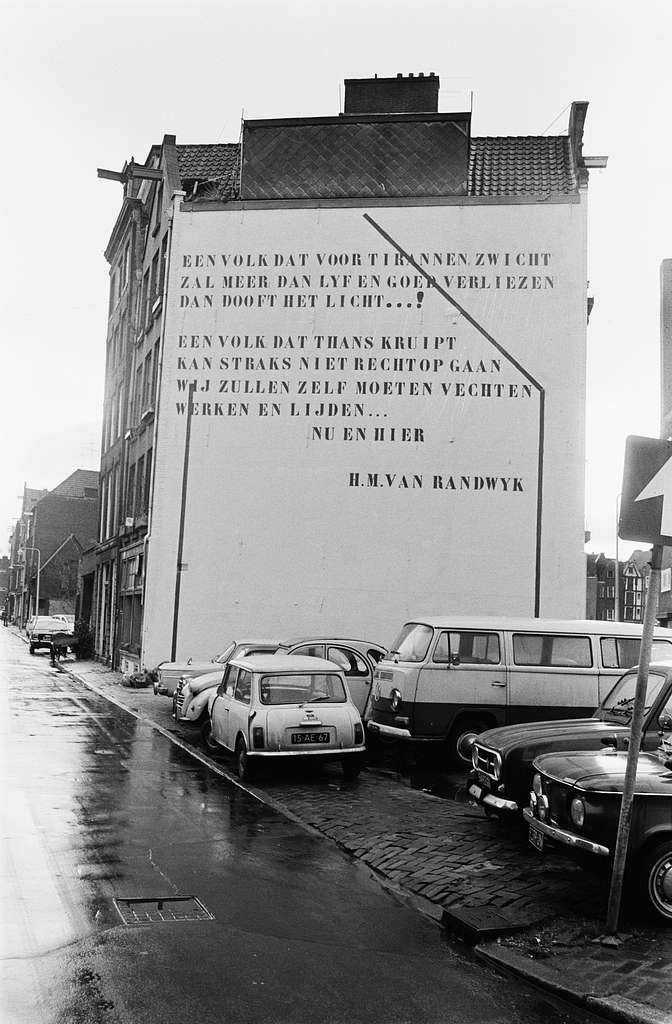 EEN VOLK DAT VOOR TIRANNEN ZWICHT
ZAL MEER DAN LYF EN GOED VERLIEZEN
DAN DOOFT HET LICHT...!
EEN VOLK DAT THANS KRUIPT
KAN STRAKS NIET RECHTOP GAAN
WIJ ZULLEN ZELF MOETEN VECHTEN
WERKEN EN LIJDEN...
NU EN HIER
H.M. VAN RANDWYK
15-AE-67